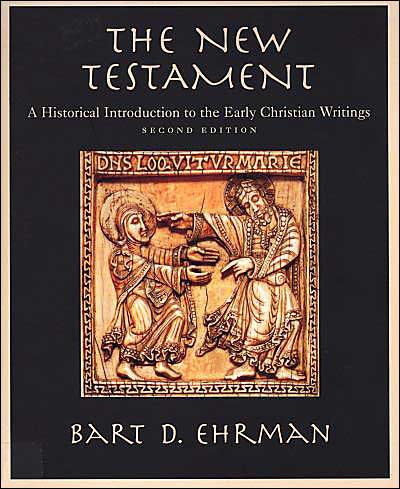 THE NEW
TESTAMENT
A Historical Introduction to the Early Christian Writings
SECOND EDITION
DNS LOQVITVR MARIE
BART D. EHRMAN